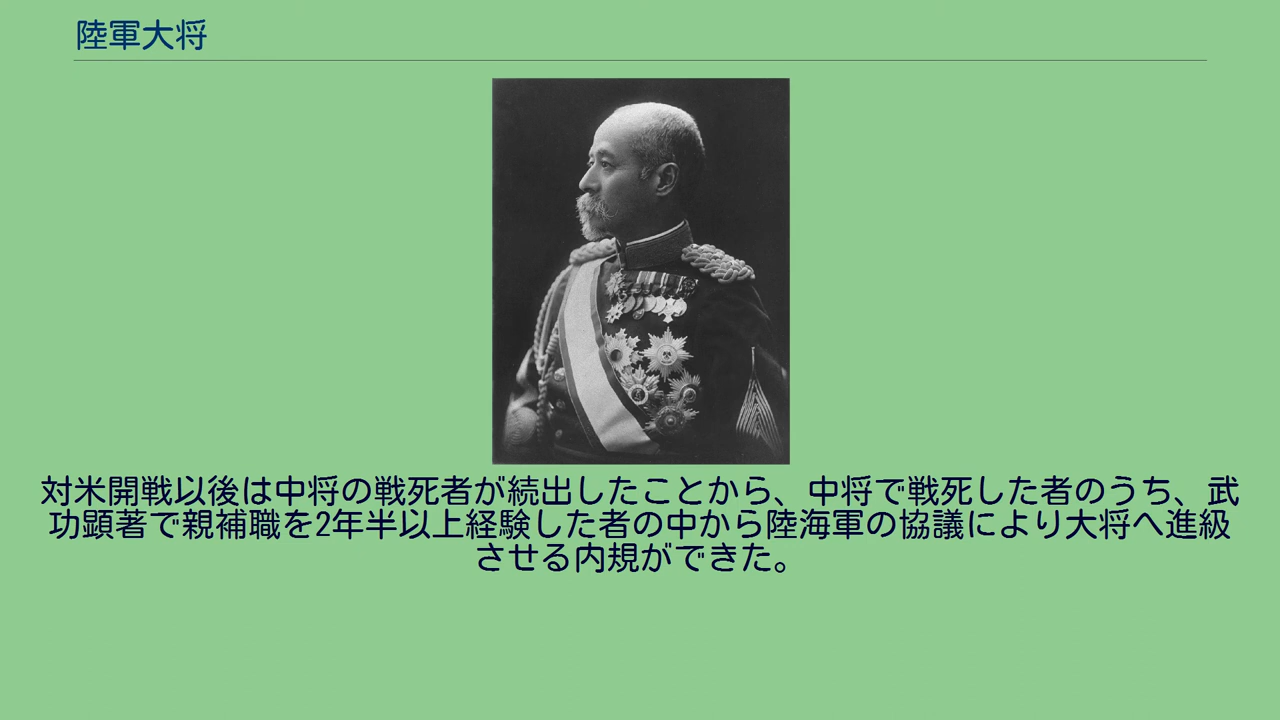 陸軍大将
対米開戦以後は中将の戦死者が続出したことから、中将で戦死した者のうち、武
功顕著で親補職を2年半以上経験した者の中から陸海軍の協議により大将へ進級
させる内規ができた。